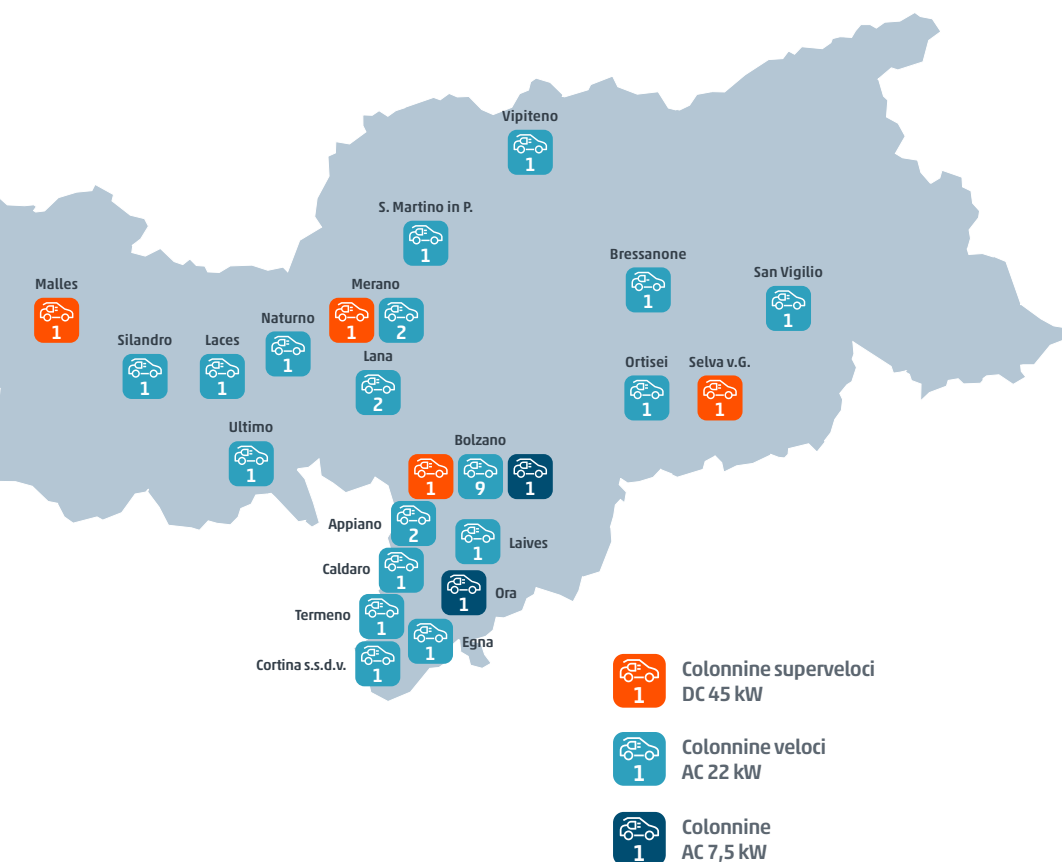 Vipiteno
1
S. Martino in P.
1
Bressanone
1
San Vigilio
1
Malles
1
Merano
1 2
Naturno
1
Silandro
1
Laces
1
Lana
2
Ortisei
1
Selva v.G.
1
Ultimo
1
Bolzano
1 9 1
Appiano
2
Laives
1
Caldaro
1
Ora
1
Termeno
1
Egna
1
Cortina s.s.d.v.
1
1
Colonnine superveloci
DC 45 kW
1
Colonnine veloci
AC 22 kW
1
Colonnine
AC 7,5 kW